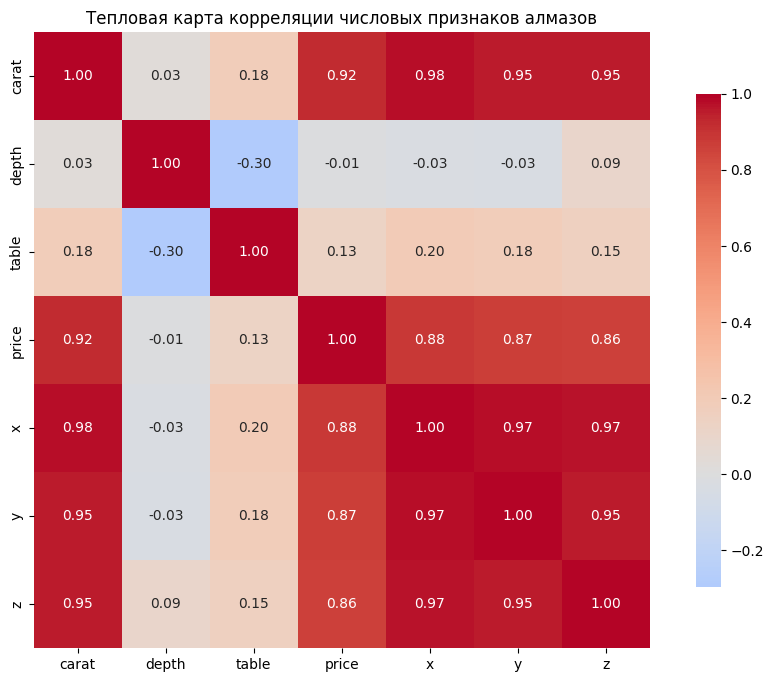 Тепловая карта корреляции числовых признаков алмазов
carat 1.00 0.03 0.18 0.92 0.98 0.95 0.95
depth 0.03 1.00 -0.30 -0.01 -0.03 -0.03 0.09
table 0.18 -0.30 1.00 0.13 0.20 0.18 0.15
price 0.92 -0.01 0.13 1.00 0.88 0.87 0.86
x 0.98 -0.03 0.20 0.88 1.00 0.97 0.97
y 0.95 -0.03 0.18 0.87 0.97 1.00 0.95
z 0.95 0.09 0.15 0.86 0.97 0.95 1.00
carat depth table price x y z
1.0
0.8
0.6
0.4
0.2
0.0
−0.2